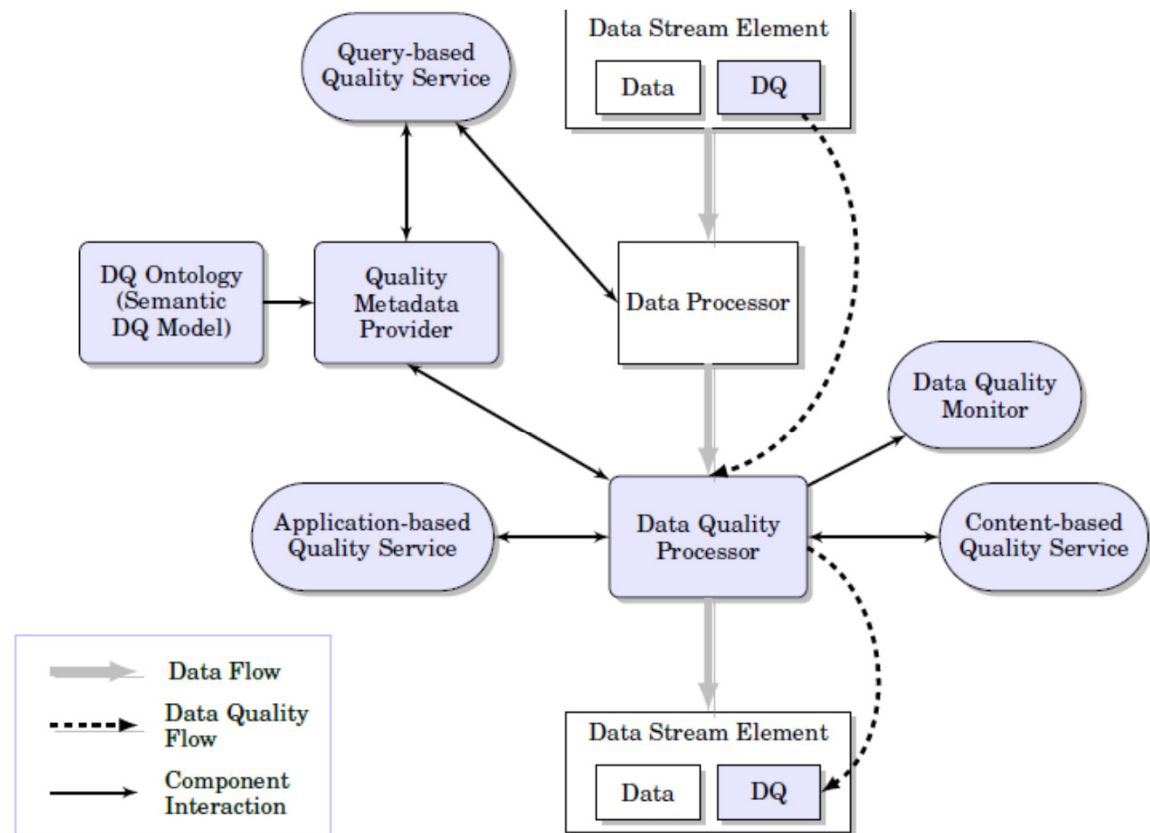 Query-based
Quality Service
Data Stream Element
Data
DQ
DQ Ontology
(Semantic
DQ Model)
Quality
Metadata
Provider
Data Processor
Data Quality
Monitor
Application-based
Quality Service
Data Quality
Processor
Content-based
Quality Service
Data Flow
Data Quality
Flow
Component
Interaction
Data Stream Element
Data
DQ